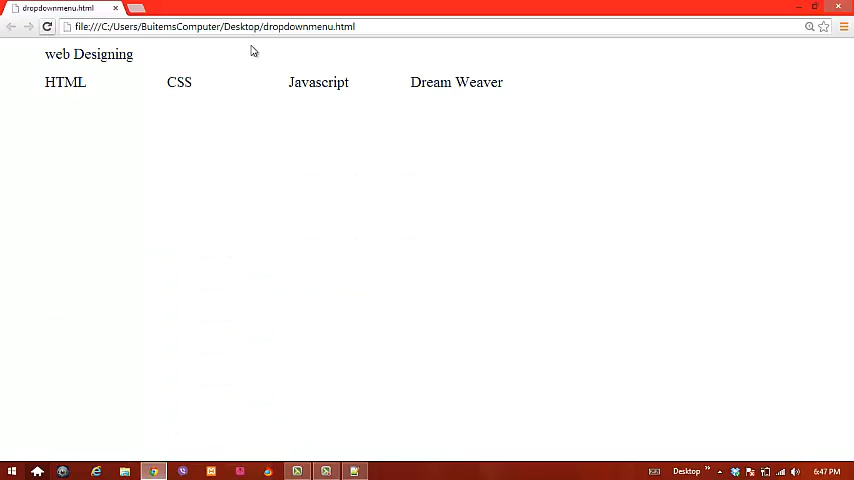 dropdownmenu.html
file:///C:/Users/BuitemsComputer/Desktop/dropdownmenu.html
web Designing
HTML CSS Javascript Dream Weaver
Desktop 6:47 PM